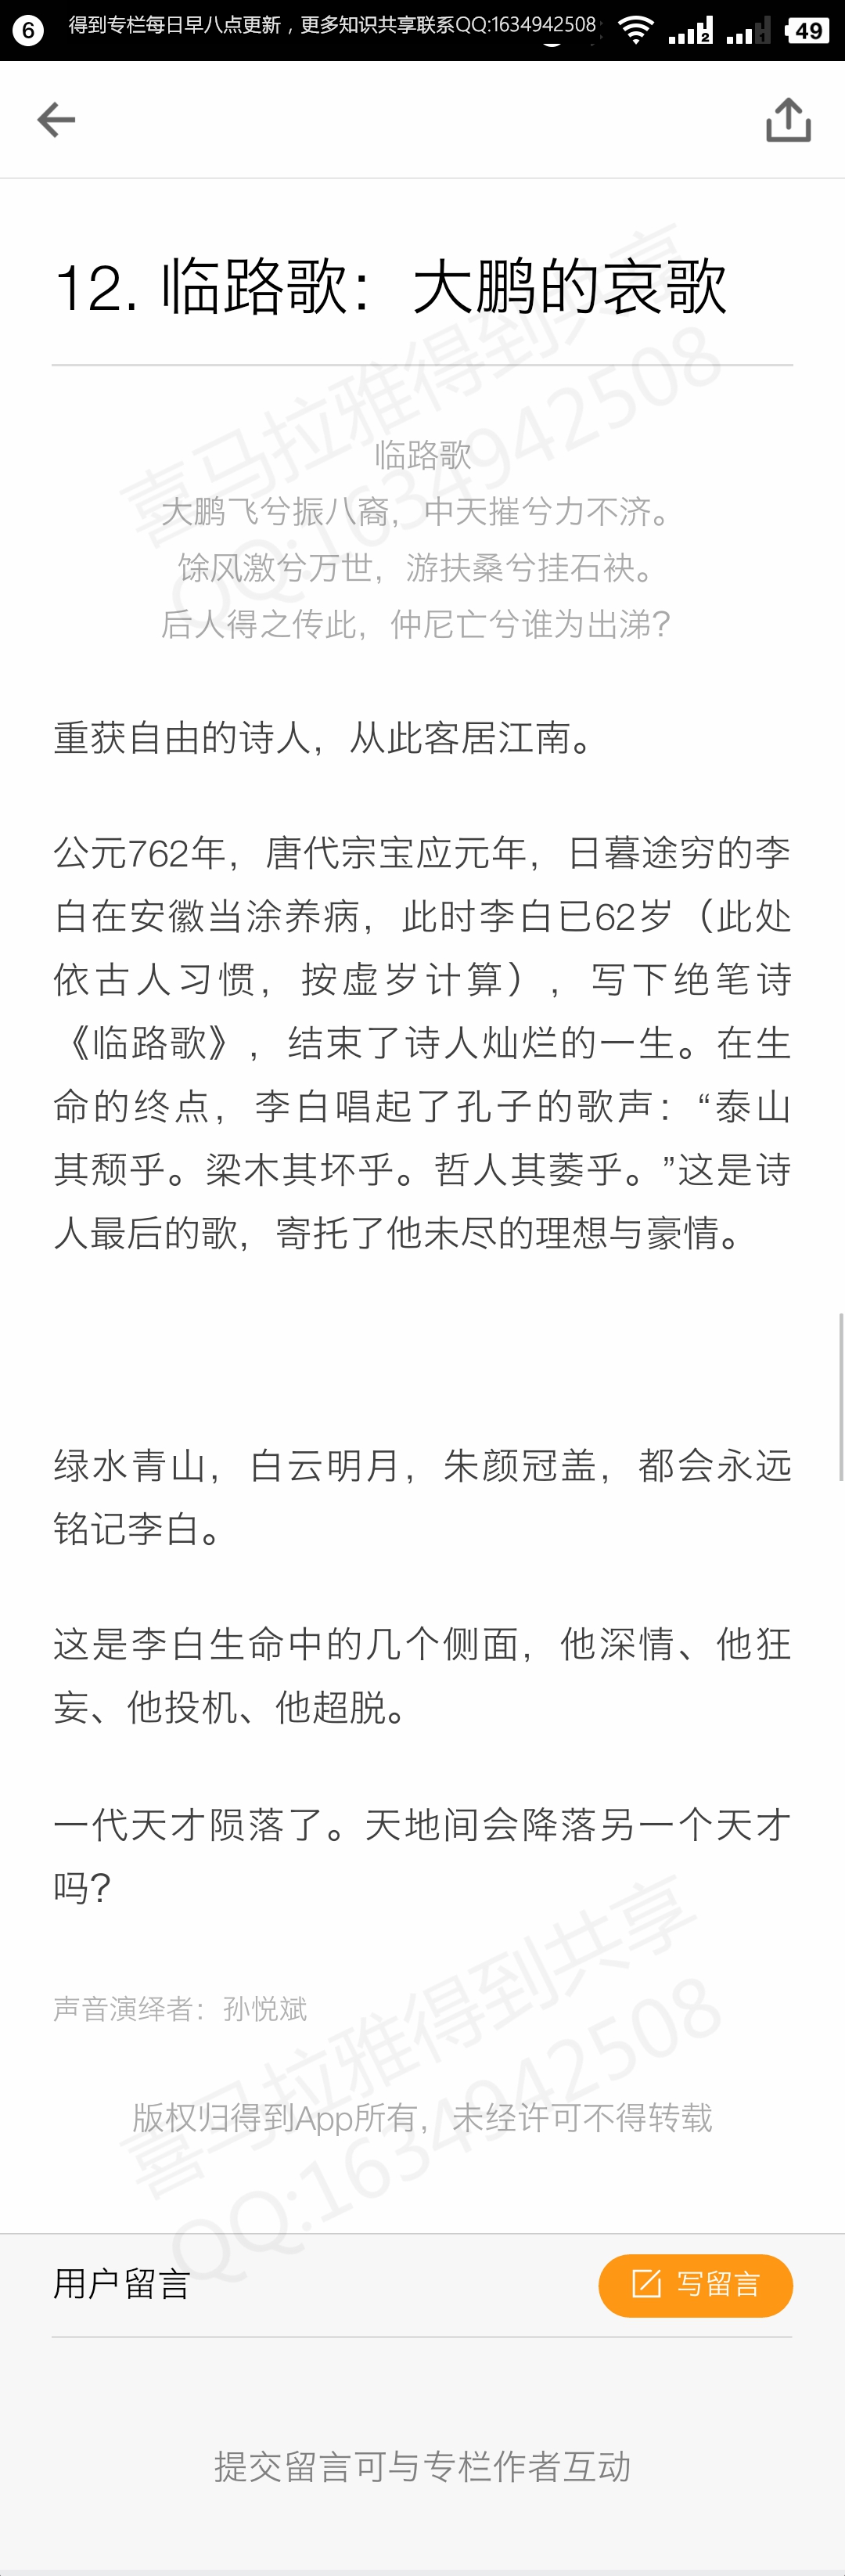 6 得到专栏每日早八点更新，更多知识共享联系QQ:1634942508 2 1 49
12. 临路歌：大鹏的哀歌
喜马拉雅得到共享
QQ:1634942508
临路歌
大鹏飞兮振八裔，中天摧兮力不济。
馀风激兮万世，游扶桑兮挂石袂。
后人得之传此，仲尼亡兮谁为出涕?
重获自由的诗人，从此客居江南。
公元762年，唐代宗宝应元年，日暮途穷的李
白在安徽当涂养病，此时李白已62岁（此处
依古人习惯，按虚岁计算），写下绝笔诗
《临路歌》，结束了诗人灿烂的一生。在生
命的终点，李白唱起了孔子的歌声：“泰山
其颓乎。梁木其坏乎。哲人其萎乎。”这是诗
人最后的歌，寄托了他未尽的理想与豪情。
绿水青山，白云明月，朱颜冠盖，都会永远
铭记李白。
这是李白生命中的几个侧面，他深情、他狂
妄、他投机、他超脱。
一代天才陨落了。天地间会降落另一个天才
吗?
声音演绎者：孙悦斌
喜马拉雅得到共享
QQ:1634942508
版权归得到App所有，未经许可不得转载
用户留言
写留言
提交留言可与专栏作者互动